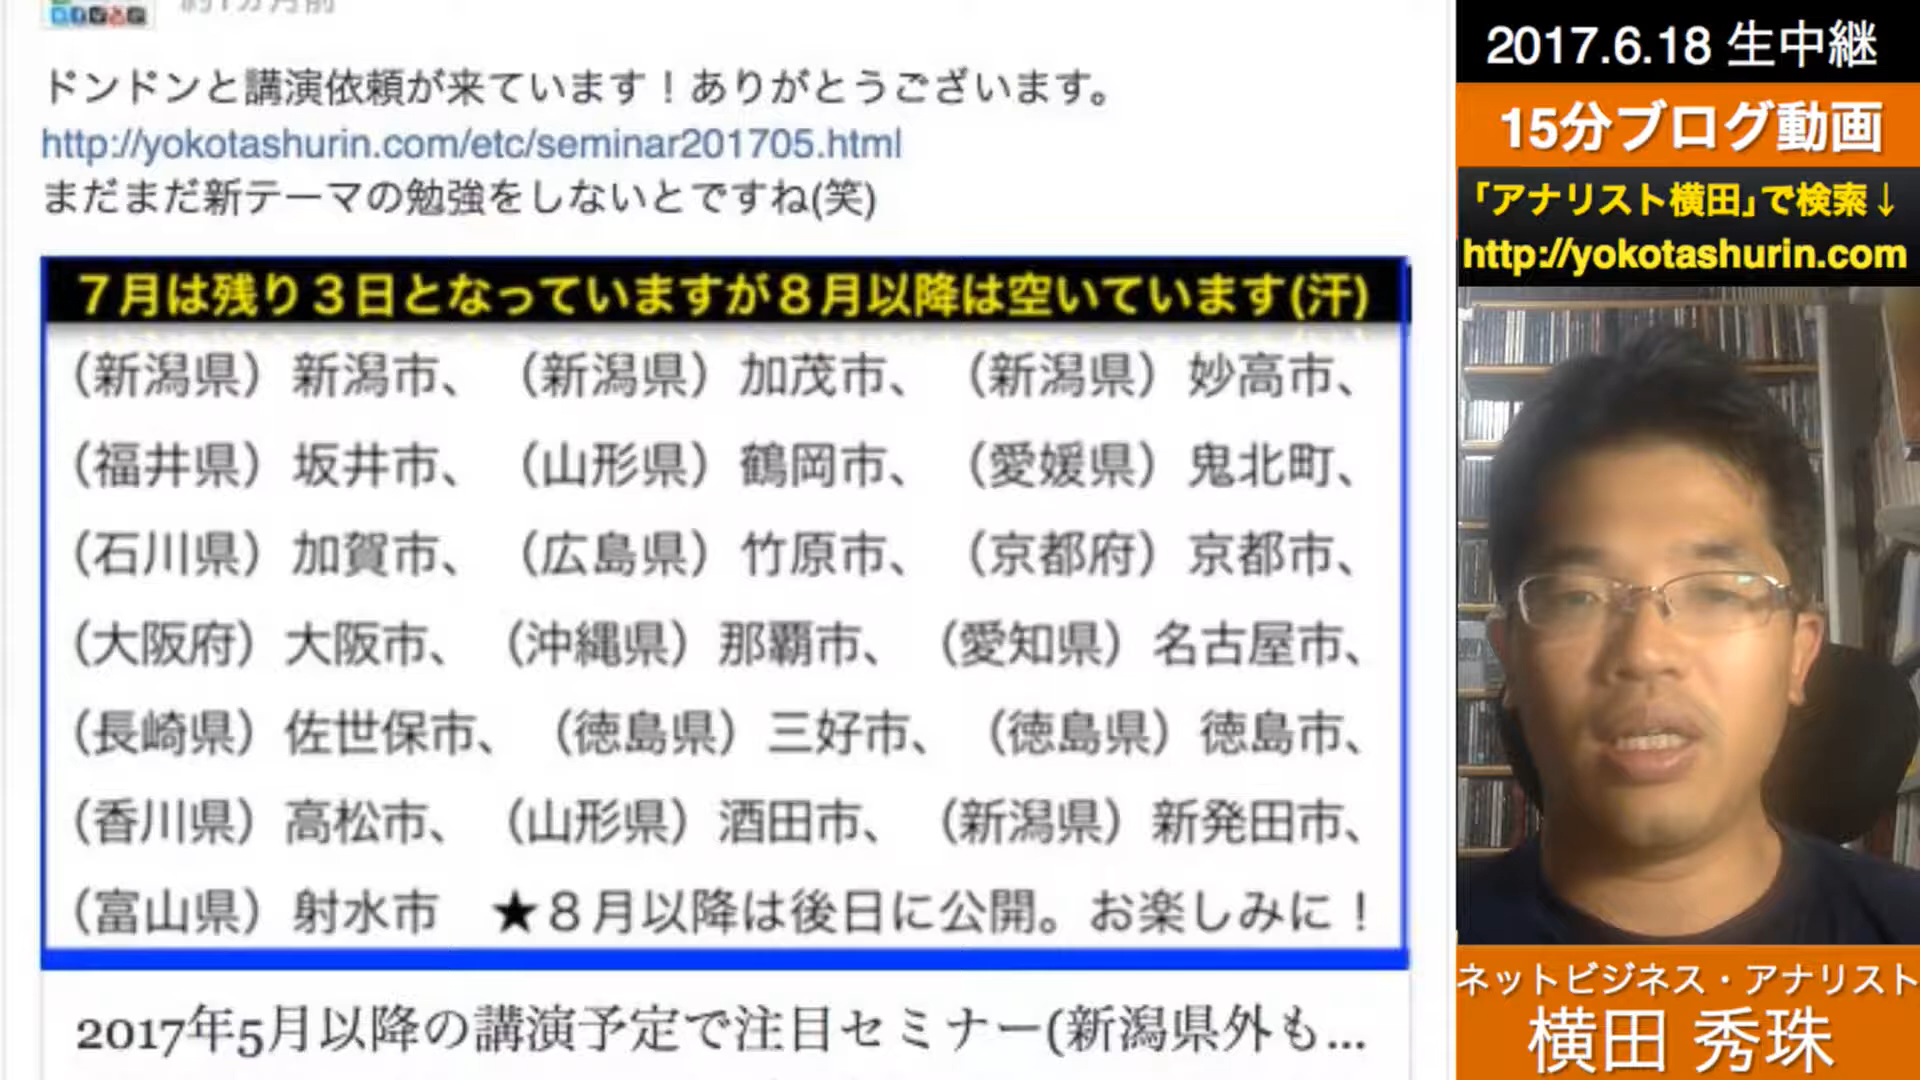 約1カ月前
ドンドンと講演依頼が来ています！ありがとうございます。
http://yokotashurin.com/etc/seminar201705.html
まだまだ新テーマの勉強をしないとですね(笑)
７月は残り３日となっていますが８月以降は空いています(汗)
（新潟県）新潟市、（新潟県）加茂市、（新潟県）妙高市、
（福井県）坂井市、（山形県）鶴岡市、（愛媛県）鬼北町、
（石川県）加賀市、（広島県）竹原市、（京都府）京都市、
（大阪府）大阪市、（沖縄県）那覇市、（愛知県）名古屋市、
（長崎県）佐世保市、（徳島県）三好市、（徳島県）徳島市、
（香川県）高松市、（山形県）酒田市、（新潟県）新発田市、
（富山県）射水市　★８月以降は後日に公開。お楽しみに！
2017年5月以降の講演予定で注目セミナー(新潟県外も...
2017.6.18 生中継
15分ブログ動画
「アナリスト横田」で検索↓
http://yokotashurin.com
ネットビジネス・アナリスト
横田 秀珠